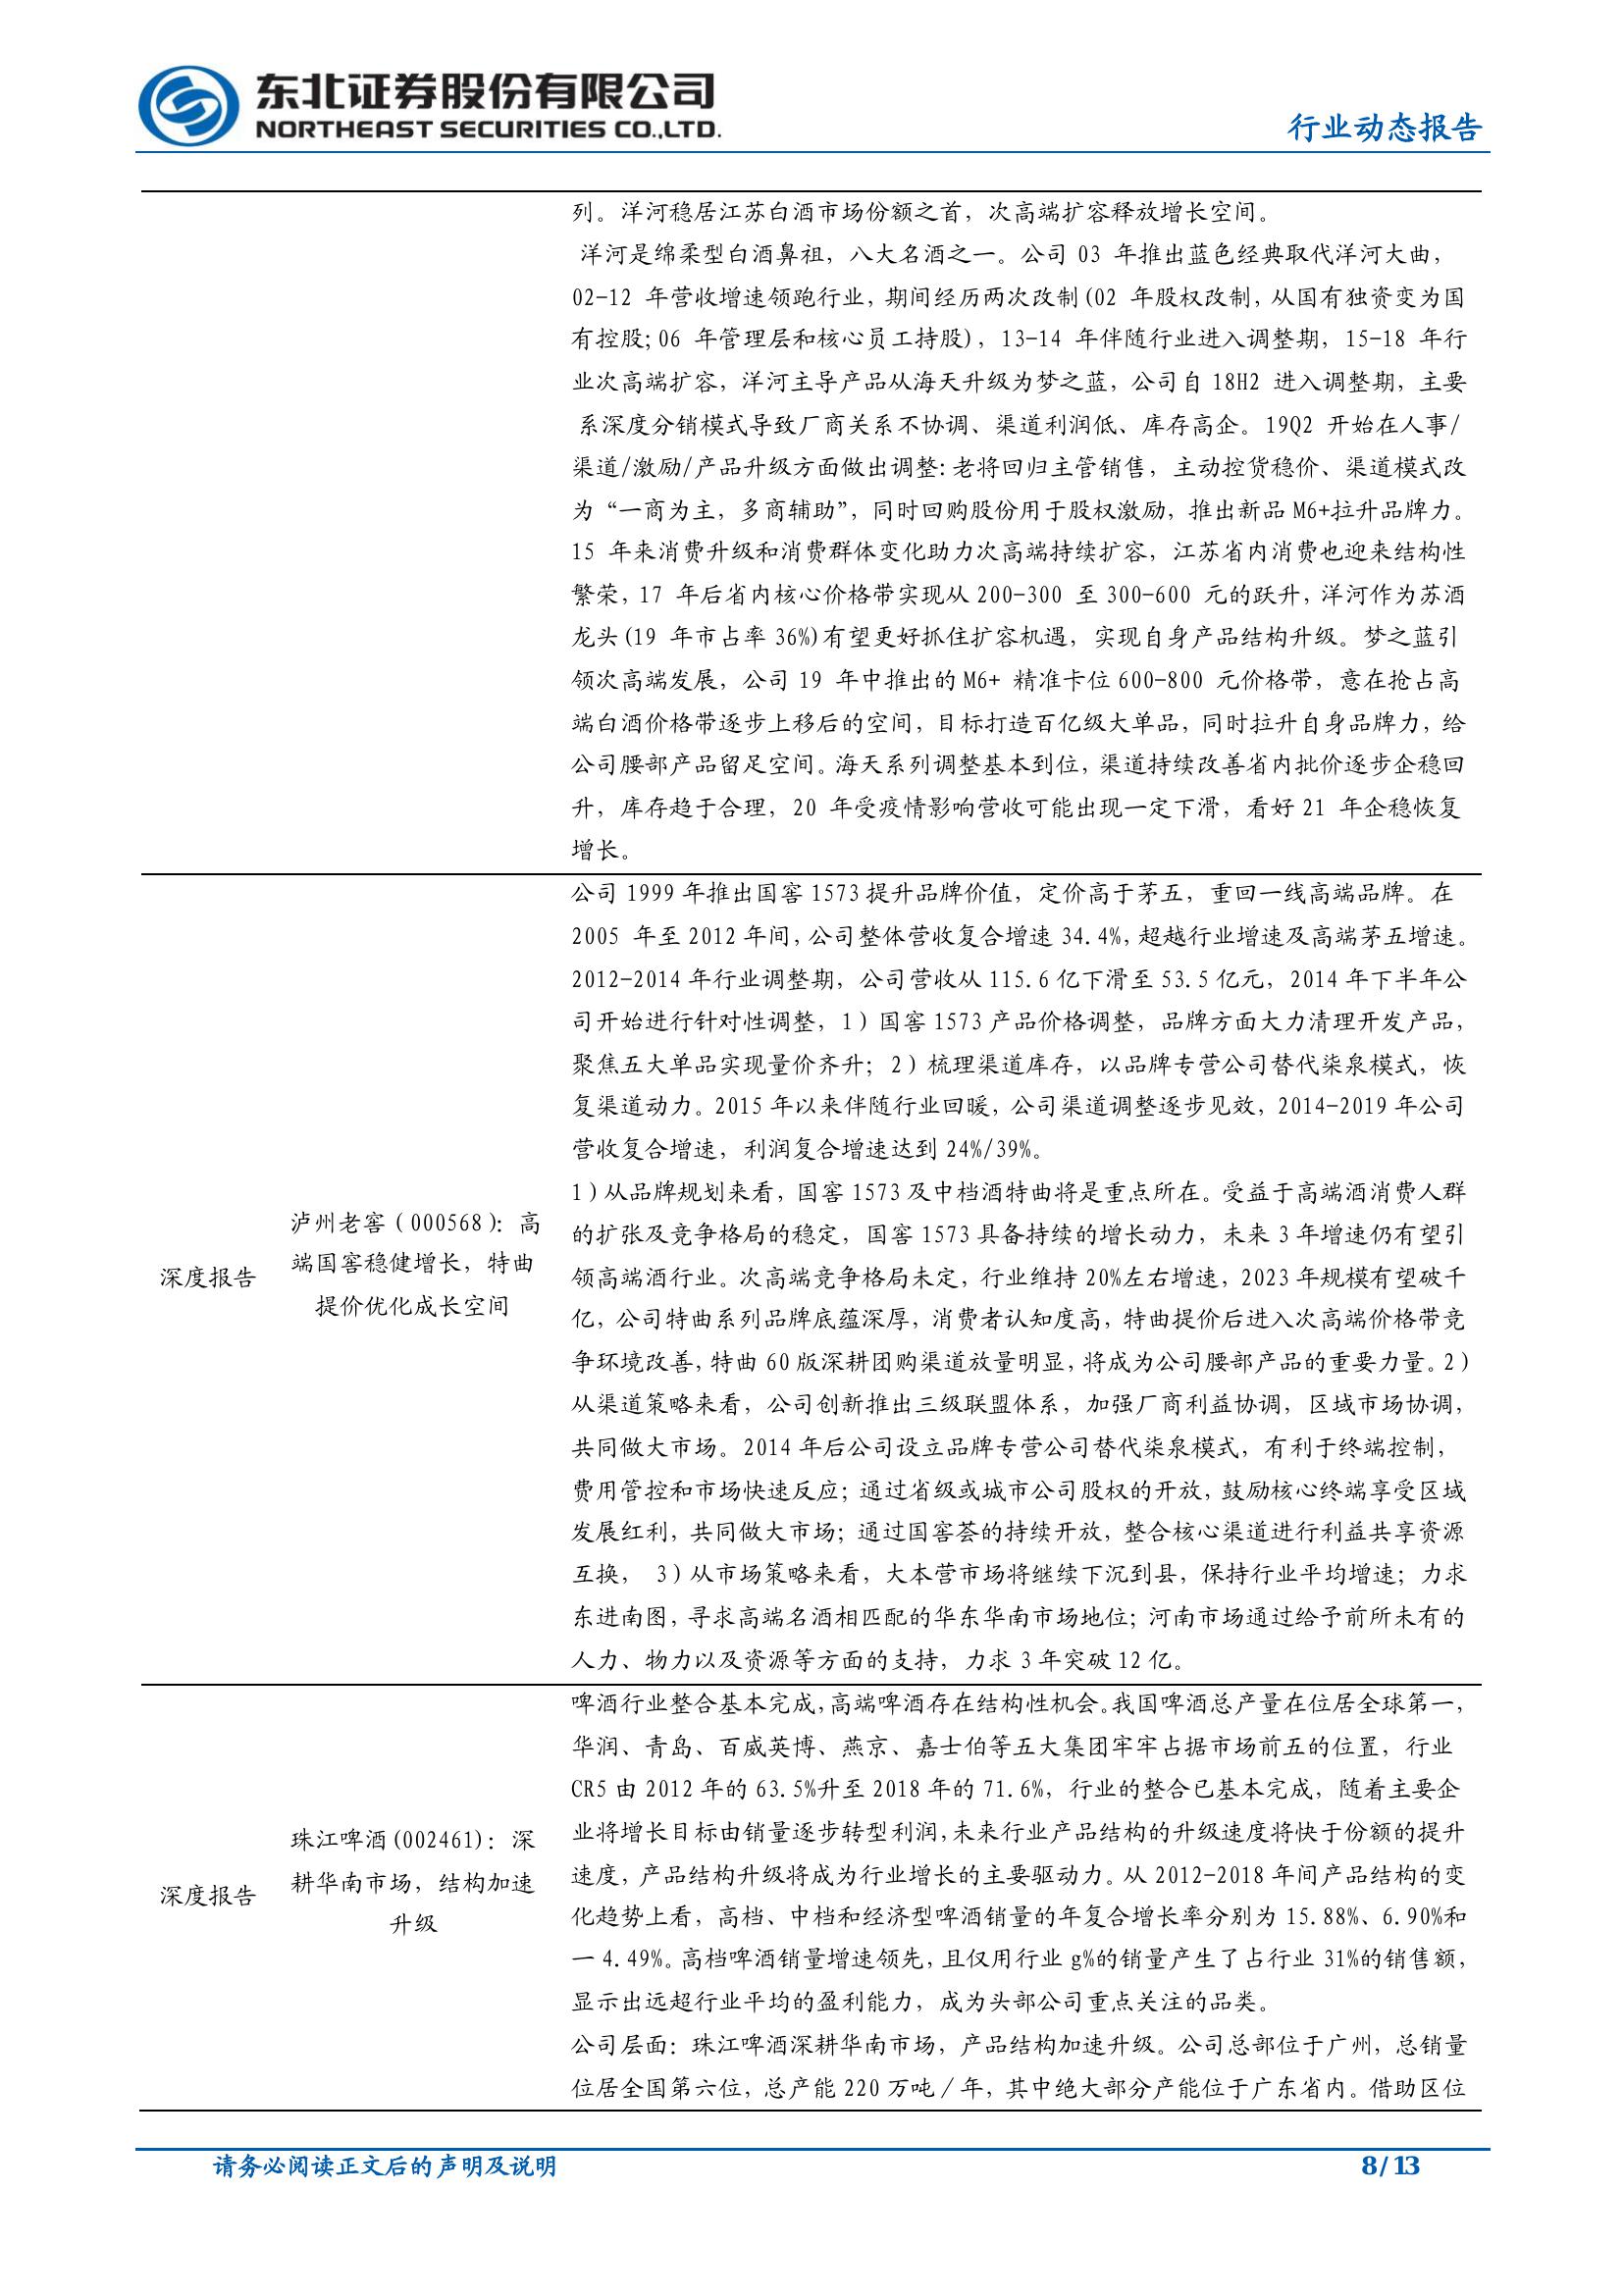 东北证券股份有限公司
NORTHEAST SECURITIES CO.,LTD.
行业动态报告
列。洋河稳居江苏白酒市场份额之首，次高端扩容释放增长空间。
洋河是绵柔型白酒鼻祖，八大名酒之一。公司 03 年推出蓝色经典取代洋河大曲，
02-12 年营收增速领跑行业，期间经历两次改制(02 年股权改制，从国有独资变为国
有控股；06 年管理层和核心员工持股)，13-14 年伴随行业进入调整期，15-18 年行
业次高端扩容，洋河主导产品从海天升级为梦之蓝，公司自 18H2 进入调整期，主要
系深度分销模式导致厂商关系不协调、渠道利润低、库存高企。19Q2 开始在人事/
渠道/激励/产品升级方面做出调整：老将回归主管销售，主动控货稳价、渠道模式改
为“一商为主，多商辅助”，同时回购股份用于股权激励，推出新品 M6+拉升品牌力。
15 年来消费升级和消费群体变化助力次高端持续扩容，江苏省内消费也迎来结构性
繁荣，17 年后省内核心价格带实现从 200-300 至 300-600 元的跃升，洋河作为苏酒
龙头(19 年市占率 36%)有望更好抓住扩容机遇，实现自身产品结构升级。梦之蓝引
领次高端发展，公司 19 年中推出的 M6+ 精准卡位 600-800 元价格带，意在抢占高
端白酒价格带逐步上移后的空间，目标打造百亿级大单品，同时拉升自身品牌力，给
公司腰部产品留足空间。海天系列调整基本到位，渠道持续改善省内批价逐步企稳回
升，库存趋于合理，20 年受疫情影响营收可能出现一定下滑，看好 21 年企稳恢复
增长。
深度报告
泸州老窖（000568）：高
端国窖稳健增长，特曲
提价优化成长空间
公司 1999 年推出国窖 1573 提升品牌价值，定价高于茅五，重回一线高端品牌。在
2005 年至 2012 年间，公司整体营收复合增速 34.4%，超越行业增速及高端茅五增速。
2012-2014 年行业调整期，公司营收从 115.6 亿下滑至 53.5 亿元，2014 年下半年公
司开始进行针对性调整，1）国窖 1573 产品价格调整，品牌方面大力清理开发产品，
聚焦五大单品实现量价齐升；2）梳理渠道库存，以品牌专营公司替代柒泉模式，恢
复渠道动力。2015 年以来伴随行业回暖，公司渠道调整逐步见效，2014-2019 年公司
营收复合增速，利润复合增速达到 24%/39%。
1）从品牌规划来看，国窖 1573 及中档酒特曲将是重点所在。受益于高端酒消费人群
的扩张及竞争格局的稳定，国窖 1573 具备持续的增长动力，未来 3 年增速仍有望引
领高端酒行业。次高端竞争格局未定，行业维持 20%左右增速，2023 年规模有望破千
亿，公司特曲系列品牌底蕴深厚，消费者认知度高，特曲提价后进入次高端价格带竞
争环境改善，特曲 60 版深耕团购渠道放量明显，将成为公司腰部产品的重要力量。2）
从渠道策略来看，公司创新推出三级联盟体系，加强厂商利益协调，区域市场协调，
共同做大市场。2014 年后公司设立品牌专营公司替代柒泉模式，有利于终端控制，
费用管控和市场快速反应；通过省级或城市公司股权的开放，鼓励核心终端享受区域
发展红利，共同做大市场；通过国窖荟的持续开放，整合核心渠道进行利益共享资源
互换， 3）从市场策略来看，大本营市场将继续下沉到县，保持行业平均增速；力求
东进南图，寻求高端名酒相匹配的华东华南市场地位；河南市场通过给予前所未有的
人力、物力以及资源等方面的支持，力求 3 年突破 12 亿。
深度报告
珠江啤酒(002461)：深
耕华南市场，结构加速
升级
啤酒行业整合基本完成，高端啤酒存在结构性机会。我国啤酒总产量在位居全球第一，
华润、青岛、百威英博、燕京、嘉士伯等五大集团牢牢占据市场前五的位置，行业
CR5 由 2012 年的 63.5%升至 2018 年的 71.6%，行业的整合已基本完成，随着主要企
业将增长目标由销量逐步转型利润，未来行业产品结构的升级速度将快于份额的提升
速度，产品结构升级将成为行业增长的主要驱动力。从 2012-2018 年间产品结构的变
化趋势上看，高档、中档和经济型啤酒销量的年复合增长率分别为 15.88%、6.90%和
一 4.49%。高档啤酒销量增速领先，且仅用行业 g%的销量产生了占行业 31%的销售额，
显示出远超行业平均的盈利能力，成为头部公司重点关注的品类。
公司层面：珠江啤酒深耕华南市场，产品结构加速升级。公司总部位于广州，总销量
位居全国第六位，总产能 220 万吨／年，其中绝大部分产能位于广东省内。借助区位
请务必阅读正文后的声明及说明
8 / 13